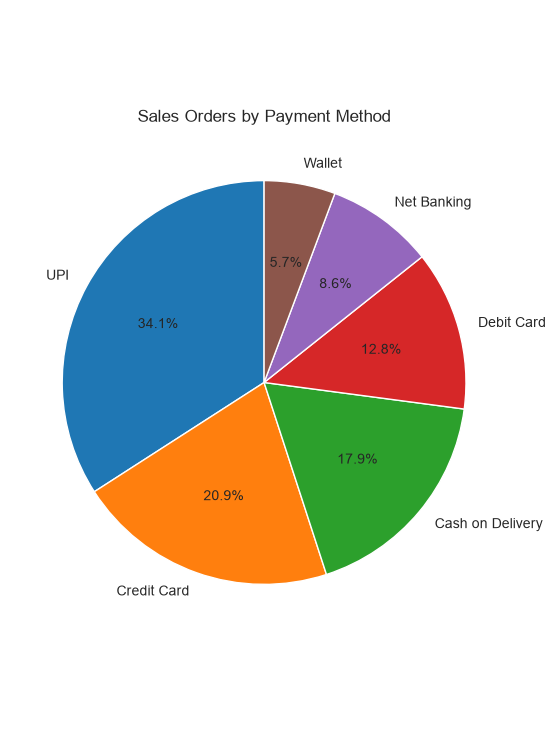 Sales Orders by Payment Method
Wallet
Net Banking
UPI
5.7%
8.6%
34.1%
Debit Card
12.8%
17.9%
20.9%
Cash on Delivery
Credit Card